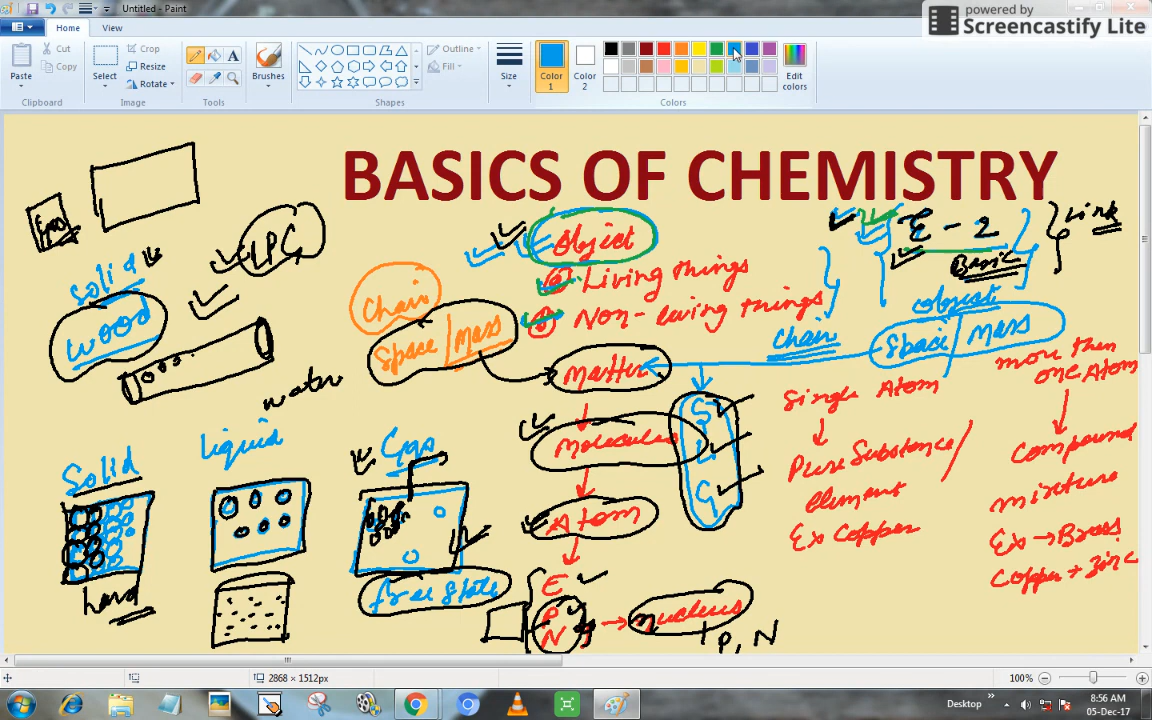 Untitled - Paint
powered by
Screencastify Lite
Home
View
Paste
Cut
Copy
Clipboard
Select
Crop
Resize
Rotate
Image
Tools
Brushes
Shapes
Outline
Fill
Size
Color
1
Color
2
Edit
colors
Colors
BASICS OF CHEMISTRY
LPG
Solid
wood
water
Chair
Space / Mass
Object
Living things
Non-living things
E-2
Link
Basic
object
Chair
Space / Mass
Matter
Molecules
Atom
E
P
N
nucleus
P, N
S
L
G
Single Atom
Pure Substance/
element
Ex Copper
more then
one Atom
Compound
mixture
Ex → Brass
Copper + Zinc
Solid
hard
liquid
Gas
free State
100%
2868 × 1512px
Desktop
8:56 AM
05-Dec-17